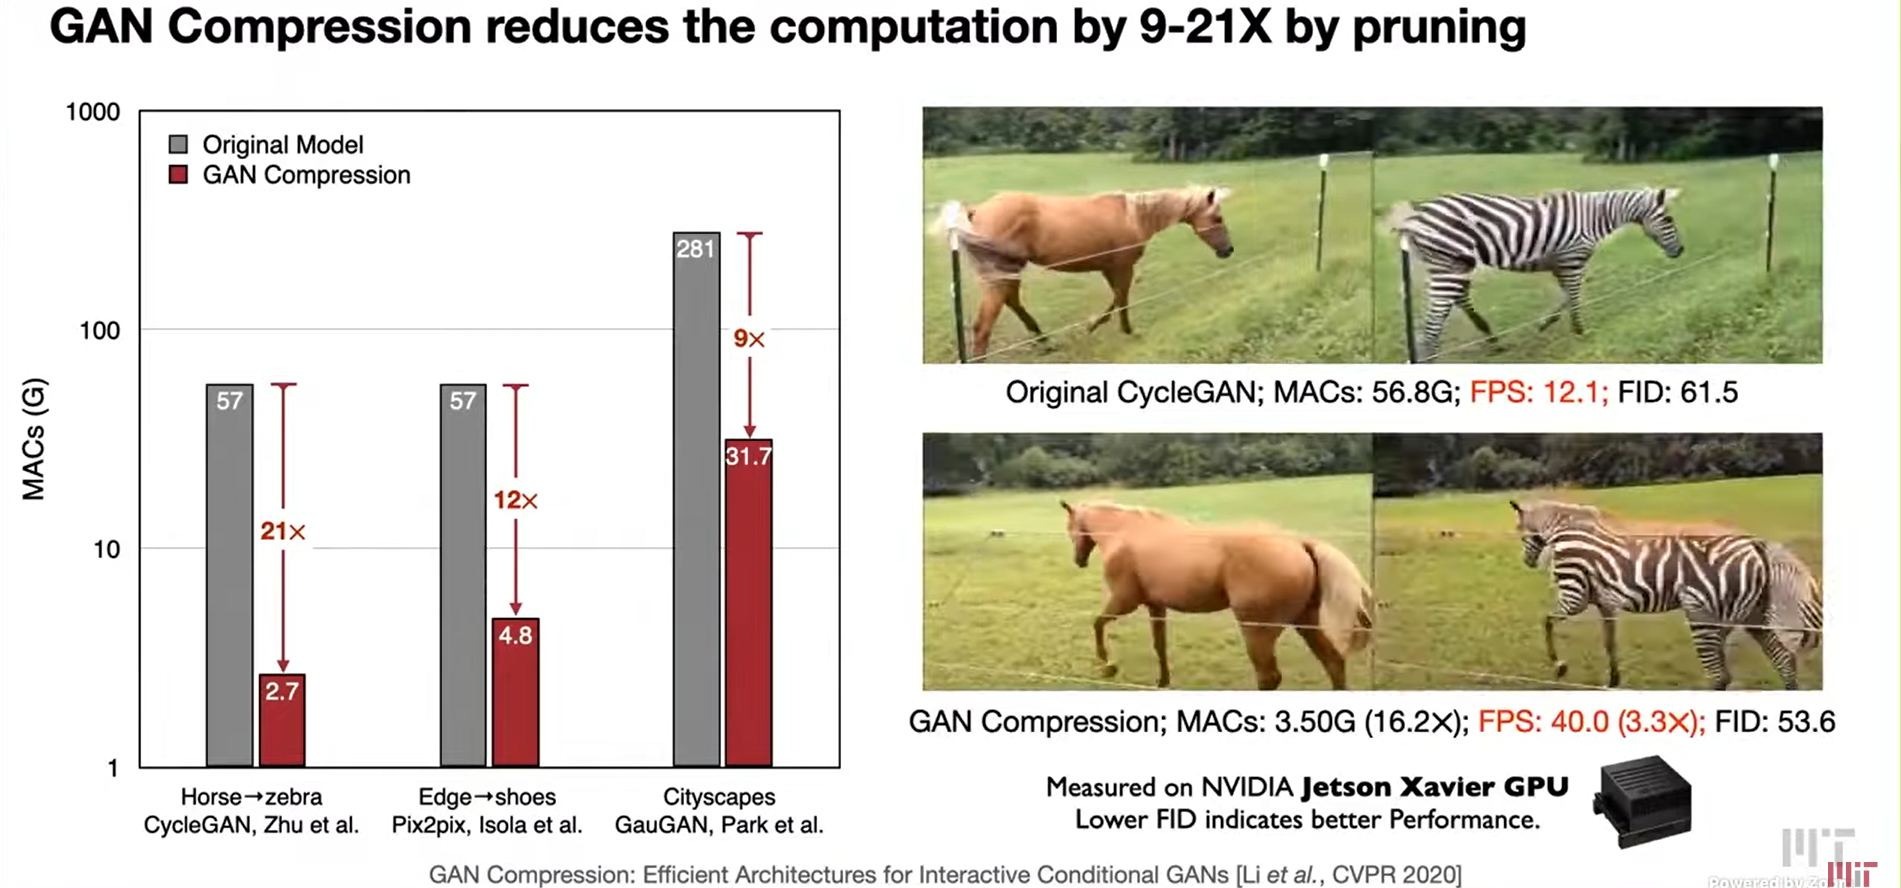 GAN Compression reduces the computation by 9-21X by pruning
1000
100
10
1
MACs (G)
Original Model
GAN Compression
57
21×
2.7
57
12×
4.8
281
9×
31.7
Horse→zebra
CycleGAN, Zhu et al.
Edge→shoes
Pix2pix, Isola et al.
Cityscapes
GauGAN, Park et al.
Original CycleGAN; MACs: 56.8G; FPS: 12.1; FID: 61.5
GAN Compression; MACs: 3.50G (16.2×); FPS: 40.0 (3.3×); FID: 53.6
Measured on NVIDIA Jetson Xavier GPU
Lower FID indicates better Performance.
GAN Compression: Efficient Architectures for Interactive Conditional GANs [Li et al., CVPR 2020]
MIT
MIT
Powered by